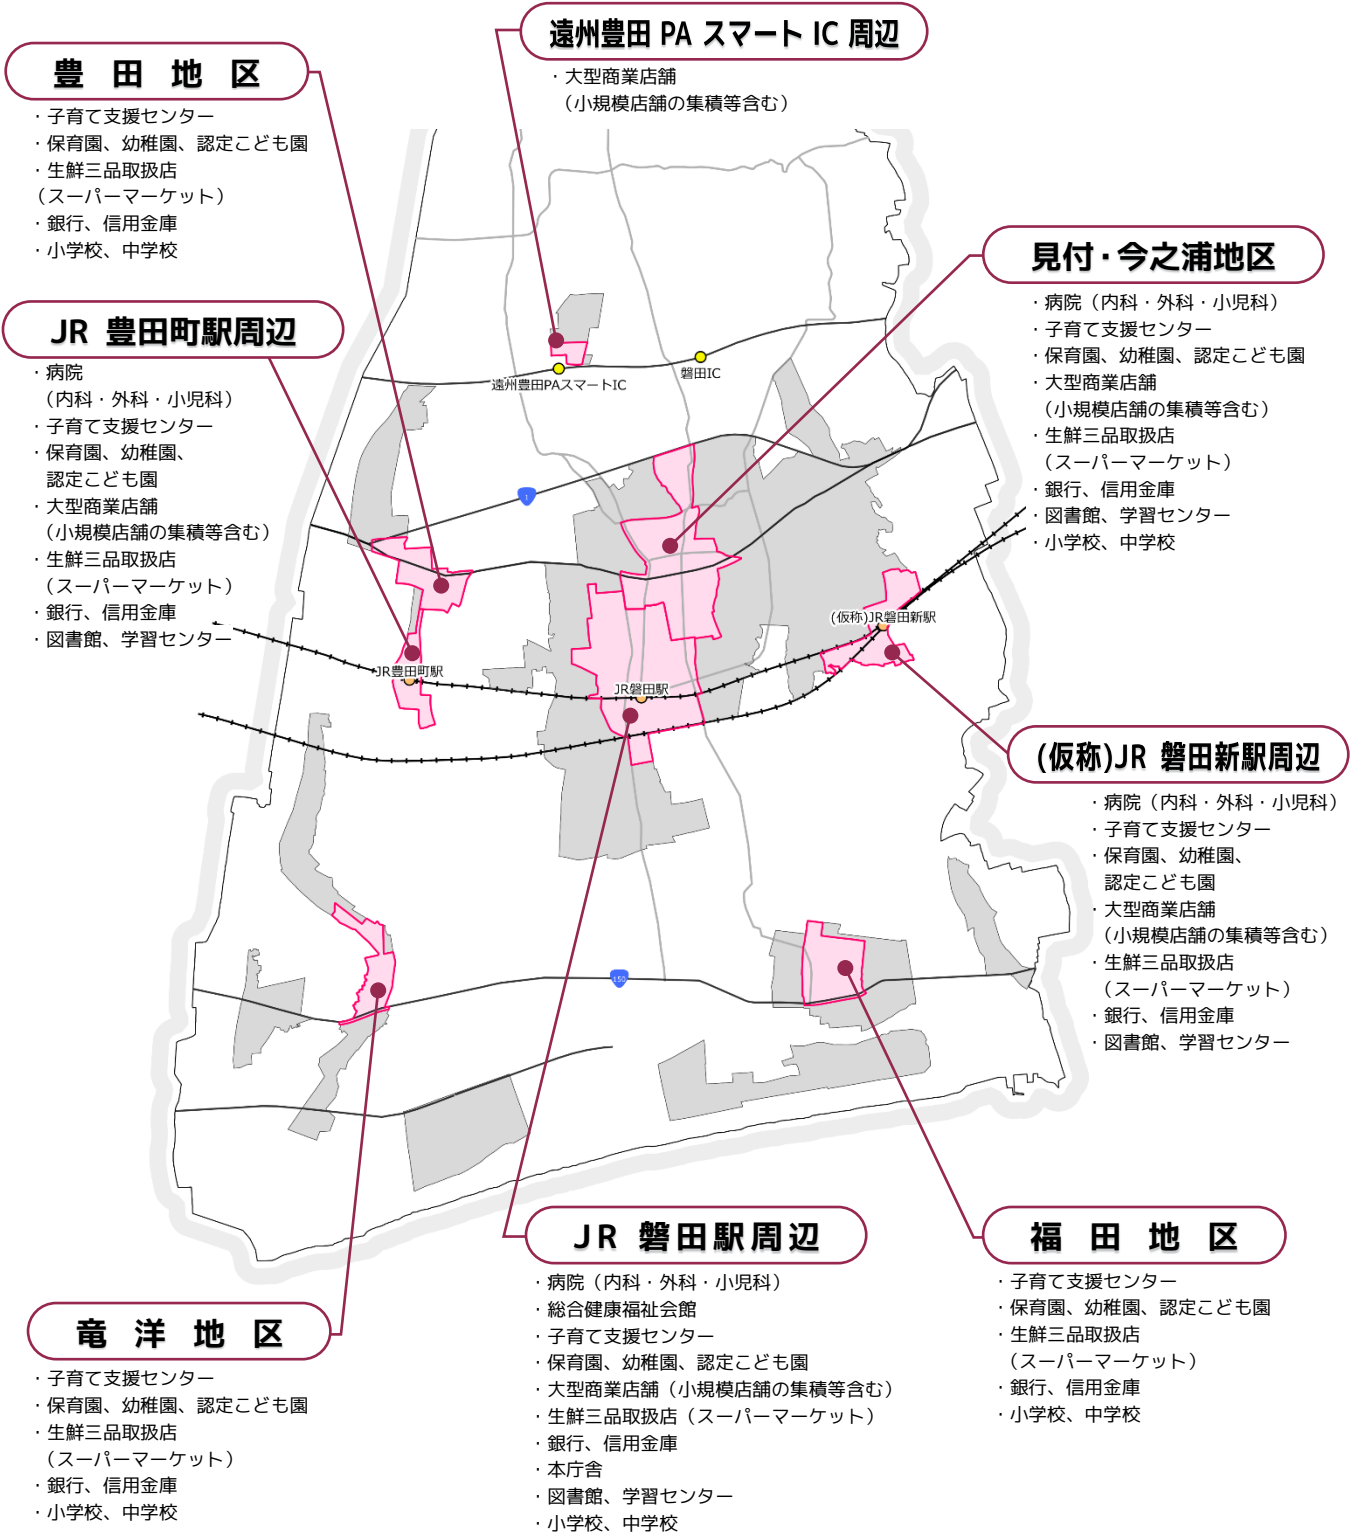 遠州豊田 PA スマート IC 周辺
・大型商業店舗
（小規模店舗の集積等含む）
豊田地区
・子育て支援センター
・保育園、幼稚園、認定こども園
・生鮮三品取扱店
（スーパーマーケット）
・銀行、信用金庫
・小学校、中学校
見付・今之浦地区
・病院（内科・外科・小児科）
・子育て支援センター
・保育園、幼稚園、認定こども園
・大型商業店舗
（小規模店舗の集積等含む）
・生鮮三品取扱店
（スーパーマーケット）
・銀行、信用金庫
・図書館、学習センター
・小学校、中学校
JR 豊田町駅周辺
・病院
（内科・外科・小児科）
・子育て支援センター
・保育園、幼稚園、
認定こども園
・大型商業店舗
（小規模店舗の集積等含む）
・生鮮三品取扱店
（スーパーマーケット）
・銀行、信用金庫
・図書館、学習センター
磐田IC
遠州豊田PAスマートIC
1
(仮称)JR磐田新駅
JR豊田町駅
JR磐田駅
150
(仮称)JR 磐田新駅周辺
・病院（内科・外科・小児科）
・子育て支援センター
・保育園、幼稚園、
認定こども園
・大型商業店舗
（小規模店舗の集積等含む）
・生鮮三品取扱店
（スーパーマーケット）
・銀行、信用金庫
・図書館、学習センター
竜洋地区
・子育て支援センター
・保育園、幼稚園、認定こども園
・生鮮三品取扱店
（スーパーマーケット）
・銀行、信用金庫
・小学校、中学校
JR 磐田駅周辺
・病院（内科・外科・小児科）
・総合健康福祉会館
・子育て支援センター
・保育園、幼稚園、認定こども園
・大型商業店舗（小規模店舗の集積等含む）
・生鮮三品取扱店（スーパーマーケット）
・銀行、信用金庫
・本庁舎
・図書館、学習センター
・小学校、中学校
福田地区
・子育て支援センター
・保育園、幼稚園、認定こども園
・生鮮三品取扱店
（スーパーマーケット）
・銀行、信用金庫
・小学校、中学校